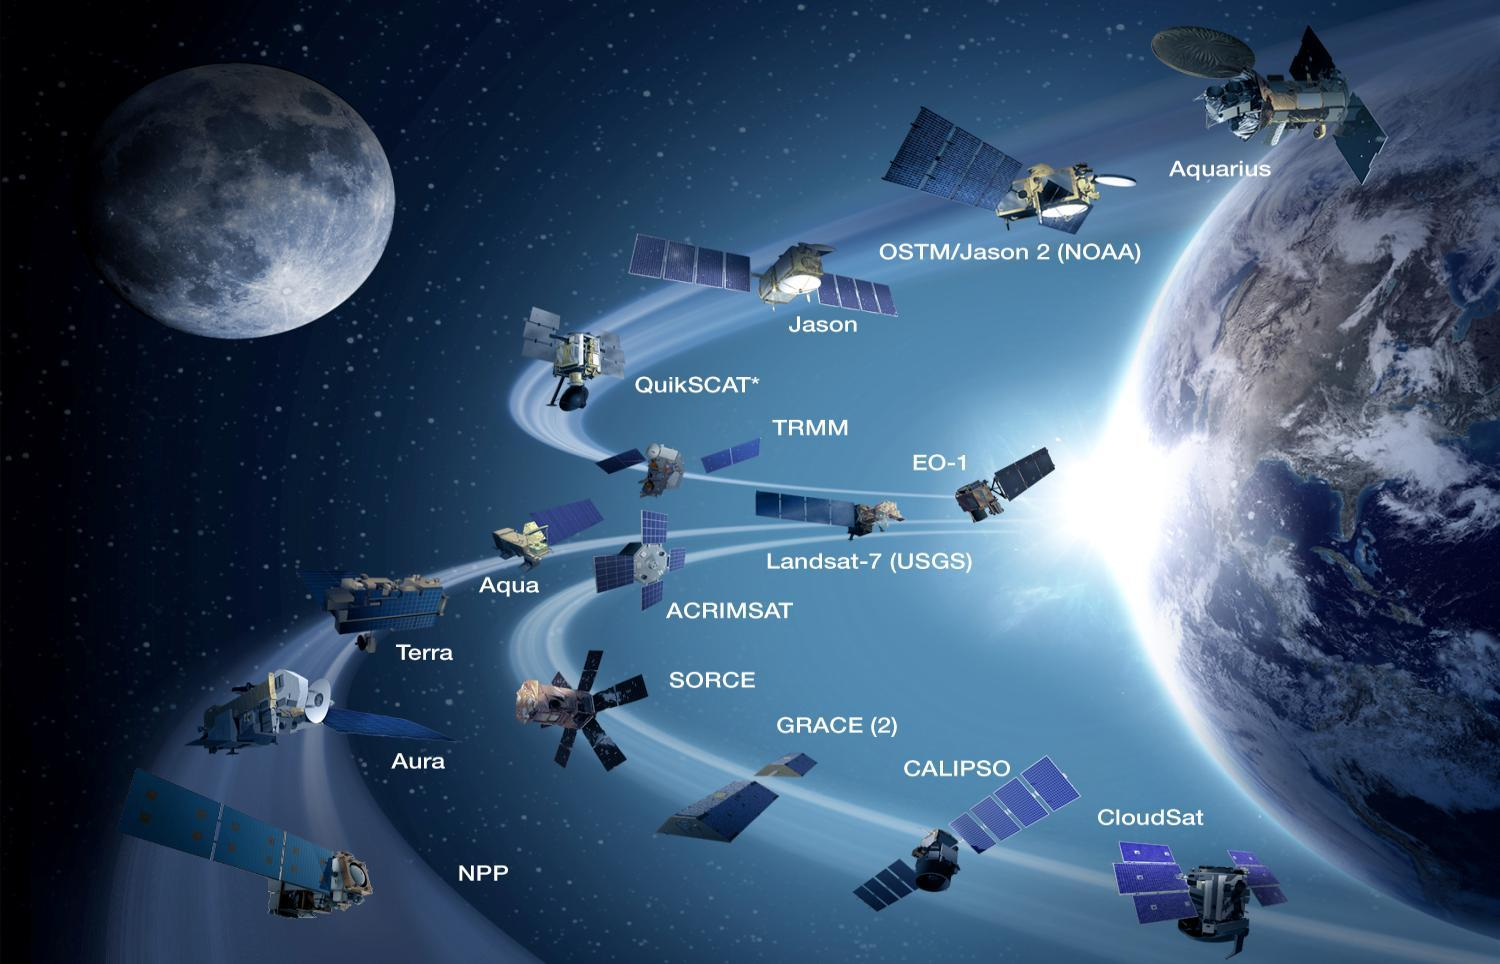 Aquarius
OSTM/Jason 2 (NOAA)
Jason
QuikSCAT*
TRMM
EO-1
Landsat-7 (USGS)
Aqua
ACRIMSAT
Terra
SORCE
GRACE (2)
Aura
CALIPSO
CloudSat
NPP